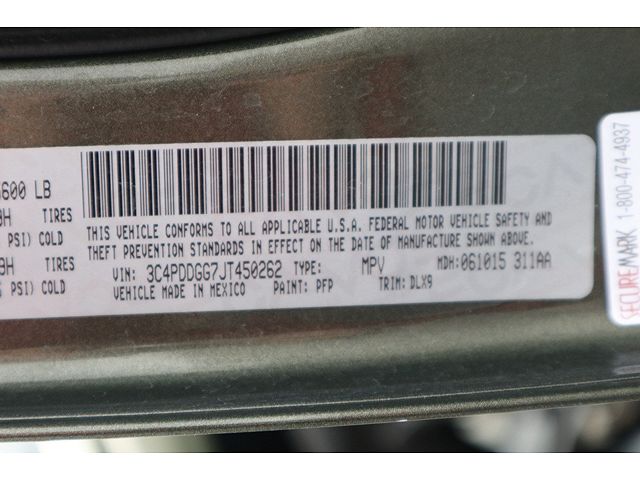 600 LB
TIRES
PSI) COLD
TIRES
PSI) COLD
THIS VEHICLE CONFORMS TO ALL APPLICABLE U.S.A. FEDERAL MOTOR VEHICLE SAFETY AND
THEFT PREVENTION STANDARDS IN EFFECT ON THE DATE OF MANUFACTURE SHOWN ABOVE.
VIN: 3C4PDDGG7JT450262 TYPE: MPV MDH: 061015 311AA
VEHICLE MADE IN MEXICO PAINT: PFP TRIM: DLX9
SECUREMARK 1-800-474-4937